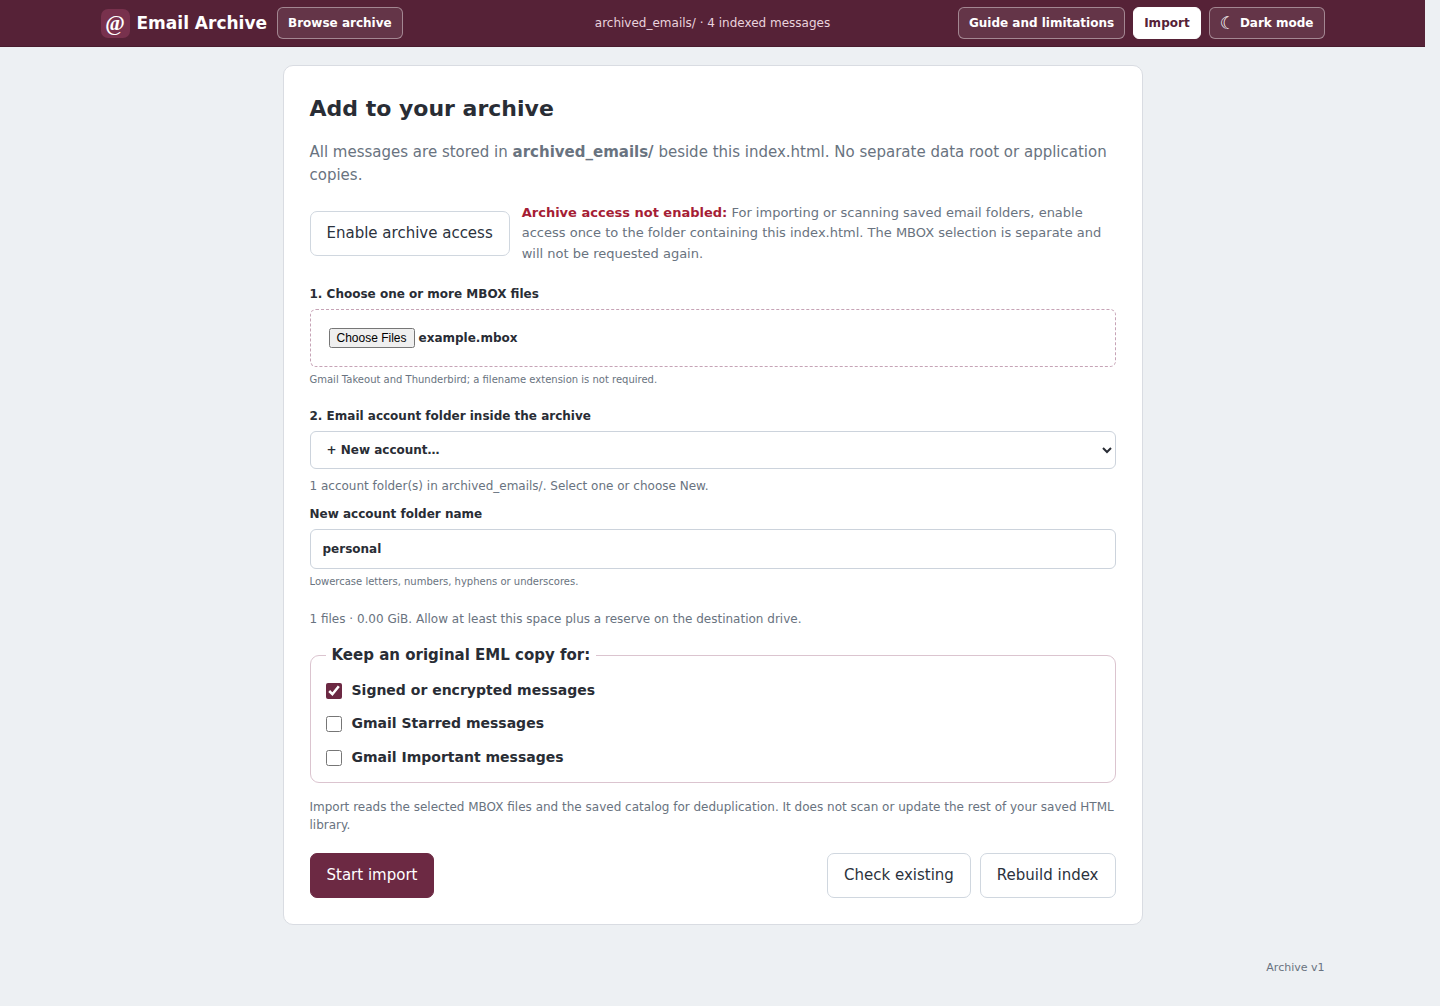 @ Email Archive
Browse archive
archived_emails/ · 4 indexed messages
Guide and limitations
Import
☾ Dark mode
Add to your archive
All messages are stored in archived_emails/ beside this index.html. No separate data root or application
copies.
Enable archive access
Archive access not enabled: For importing or scanning saved email folders, enable
access once to the folder containing this index.html. The MBOX selection is separate and
will not be requested again.
1. Choose one or more MBOX files
Choose Files example.mbox
Gmail Takeout and Thunderbird; a filename extension is not required.
2. Email account folder inside the archive
+ New account…
1 account folder(s) in archived_emails/. Select one or choose New.
New account folder name
personal
Lowercase letters, numbers, hyphens or underscores.
1 files · 0.00 GiB. Allow at least this space plus a reserve on the destination drive.
Keep an original EML copy for:
Signed or encrypted messages
Gmail Starred messages
Gmail Important messages
Import reads the selected MBOX files and the saved catalog for deduplication. It does not scan or update the rest of your saved HTML
library.
Start import
Check existing
Rebuild index
Archive v1